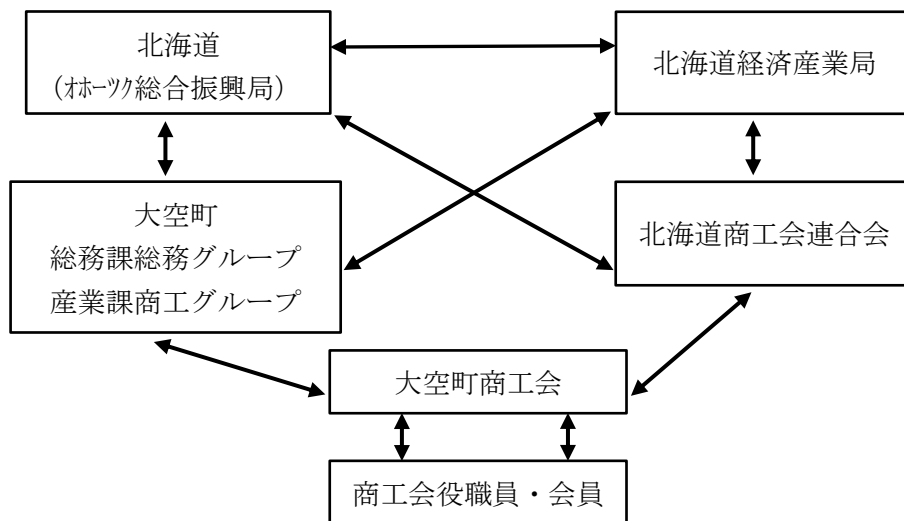 北海道
(ｵﾎｰﾂｸ総合振興局)
北海道経済産業局
大空町
総務課総務グループ
産業課商工グループ
北海道商工会連合会
大空町商工会
商工会役職員・会員